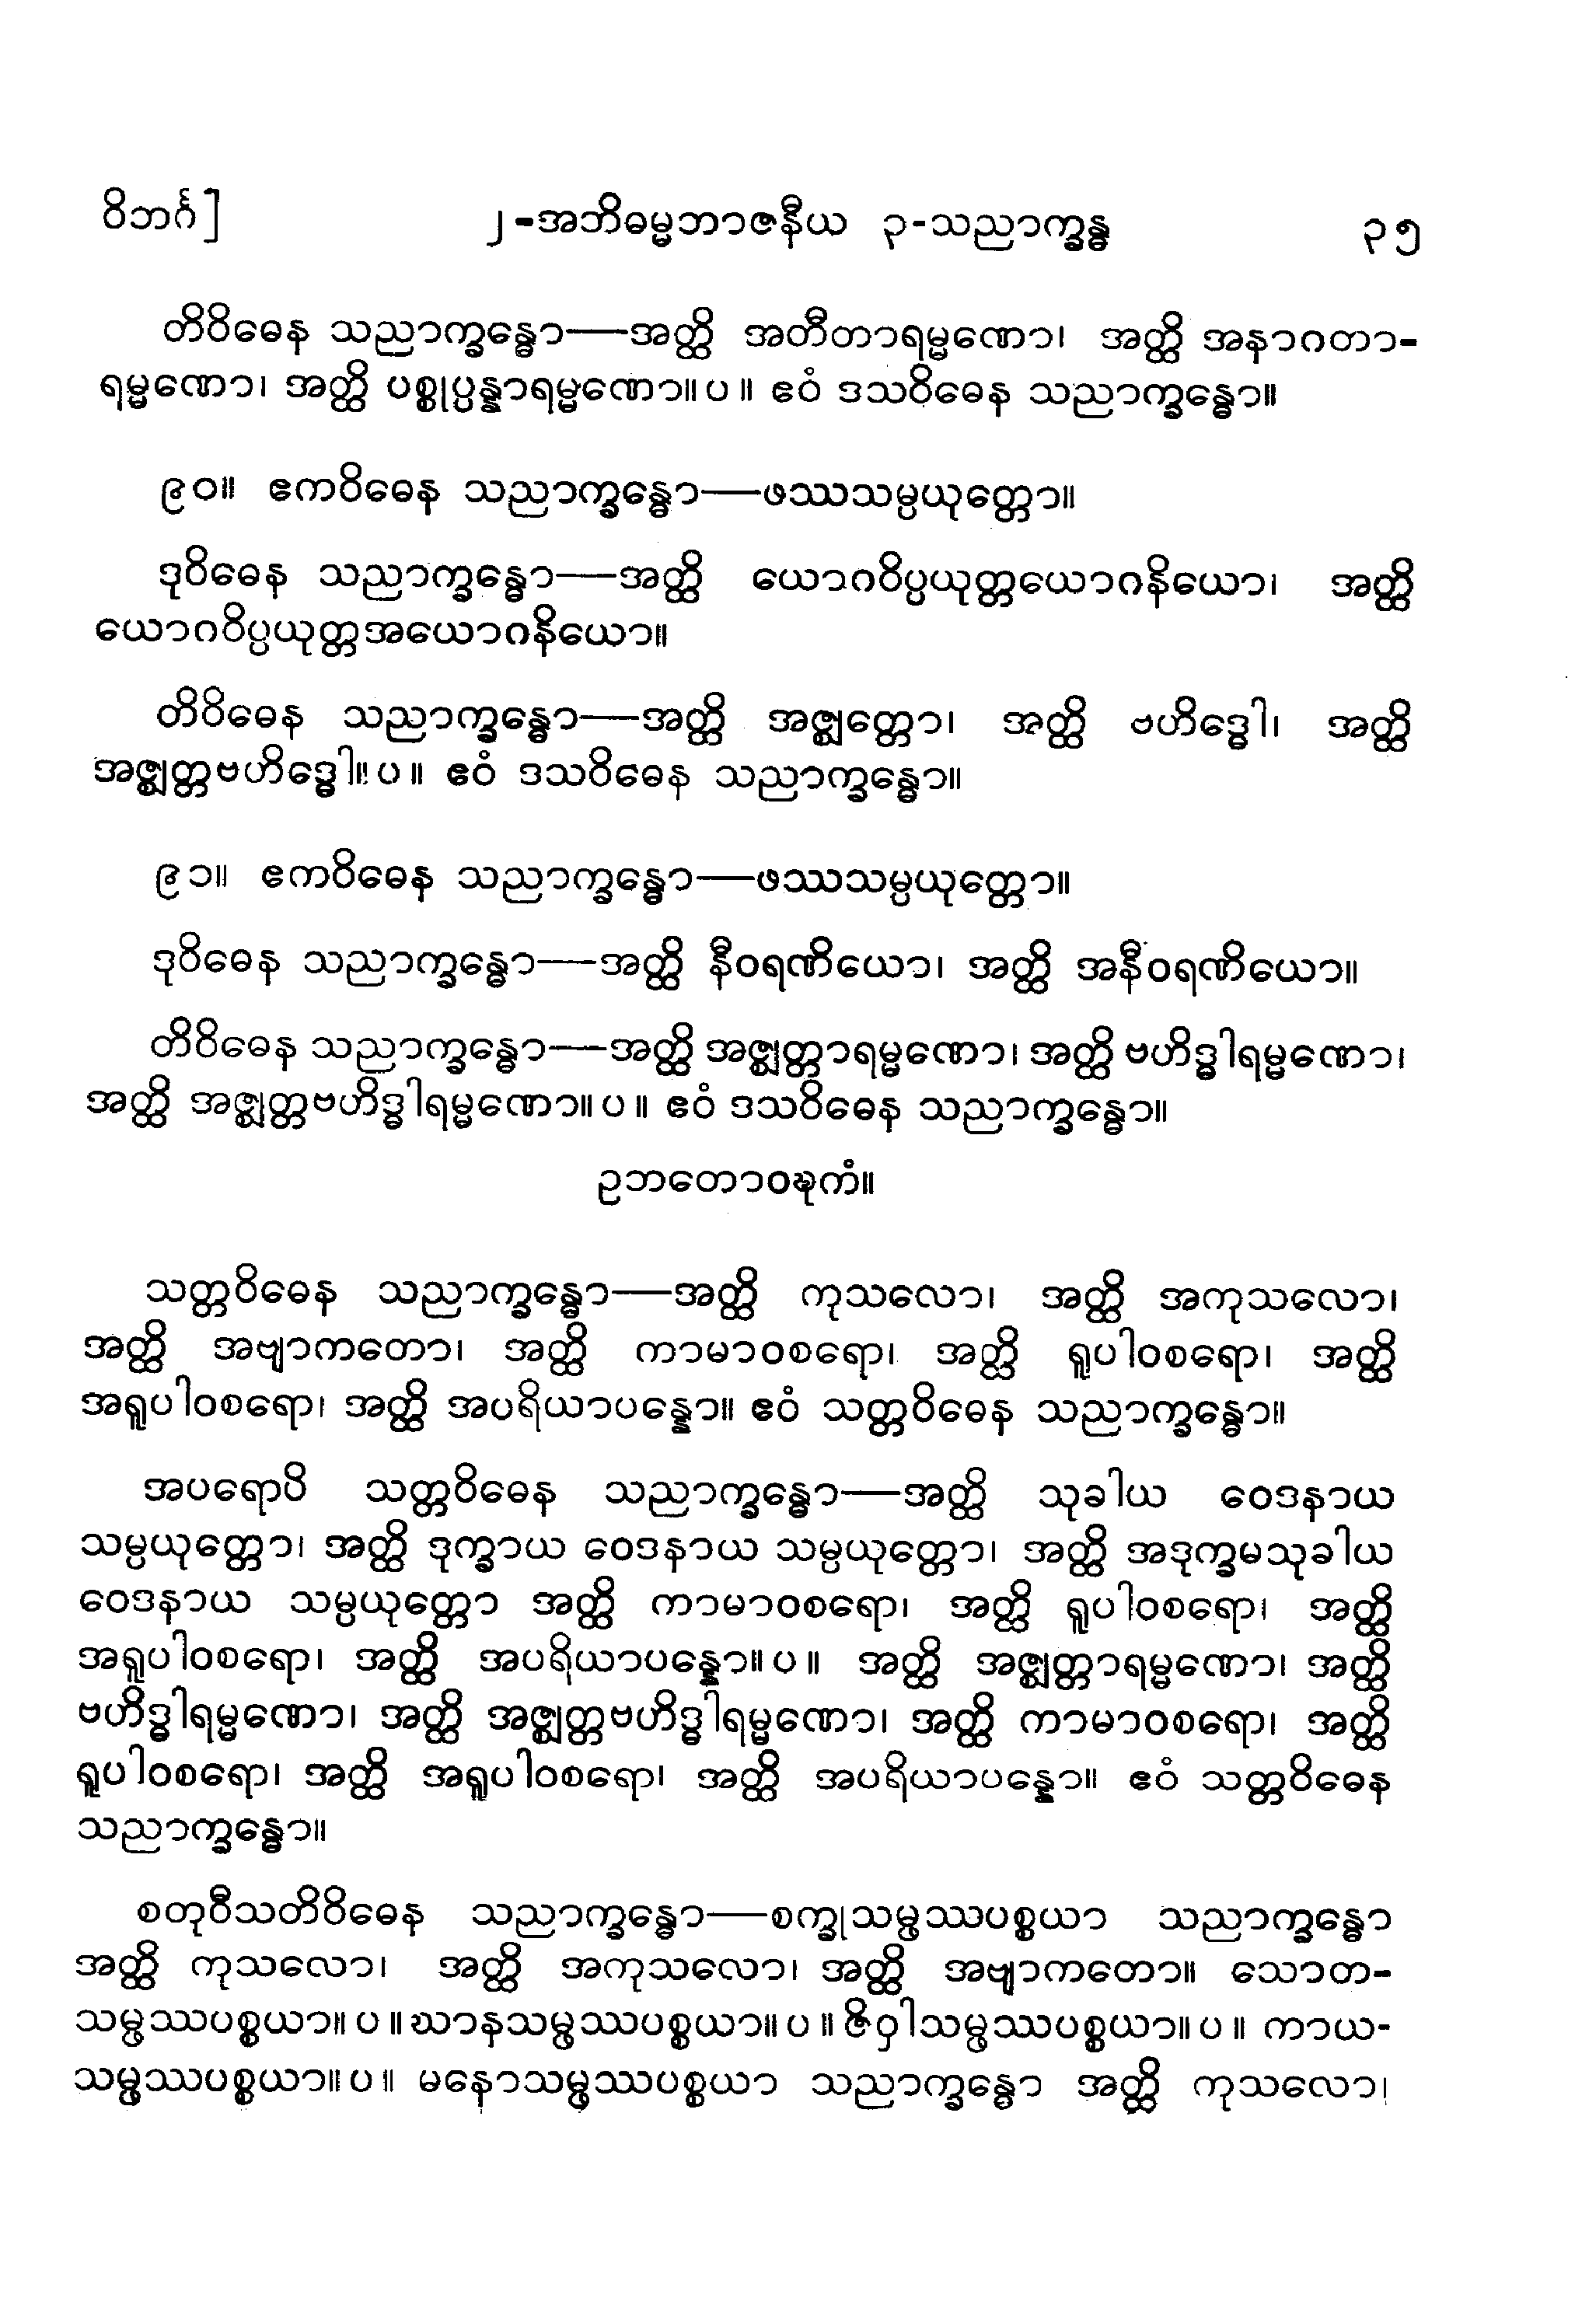 ဝိဘင်္ဂ] ၂-အဘိဓမ္မဘာဇနီယ ၃-သညာက္ခန္ဓ ၃၅
တိဝိဓေန သညာက္ခန္ဓော—အတ္ထိ အတီတာရမ္မဏော၊ အတ္ထိ အနာဂတာ-
ရမ္မဏော၊ အတ္ထိ ပစ္စုပ္ပန္နာရမ္မဏော။ ပ ။ ဧဝံ ဒသဝိဓေန သညာက္ခန္ဓော။
၉၀။ ဧကဝိဓေန သညာက္ခန္ဓော—ဖဿသမ္ပယုတ္တော။
ဒုဝိဓေန သညာက္ခန္ဓော—အတ္ထိ ယောဂဝိပ္ပယုတ္တယောဂနိယော၊ အတ္ထိ
ယောဂဝိပ္ပယုတ္တအယောဂနိယော။
တိဝိဓေန သညာက္ခန္ဓော—အတ္ထိ အဇ္ဈတ္တော၊ အတ္ထိ ဗဟိဒ္ဓေါ၊ အတ္ထိ
အဇ္ဈတ္တဗဟိဒ္ဓေါ။ ပ ။ ဧဝံ ဒသဝိဓေန သညာက္ခန္ဓော။
၉၁။ ဧကဝိဓေန သညာက္ခန္ဓော—ဖဿသမ္ပယုတ္တော။
ဒုဝိဓေန သညာက္ခန္ဓော—အတ္ထိ နီဝရဏိယော၊ အတ္ထိ အနီဝရဏိယော။
တိဝိဓေန သညာက္ခန္ဓော—အတ္ထိ အဇ္ဈတ္တာရမ္မဏော၊ အတ္ထိ ဗဟိဒ္ဓါရမ္မဏော၊
အတ္ထိ အဇ္ဈတ္တဗဟိဒ္ဓါရမ္မဏော။ ပ ။ ဧဝံ ဒသဝိဓေန သညာက္ခန္ဓော။
ဥဘတောဝဍ္ဎကံ။
သတ္တဝိဓေန သညာက္ခန္ဓော—အတ္ထိ ကုသလော၊ အတ္ထိ အကုသလော၊
အတ္ထိ အဗျာကတော၊ အတ္ထိ ကာမာဝစရော၊ အတ္ထိ ရူပါဝစရော၊ အတ္ထိ
အရူပါဝစရော၊ အတ္ထိ အပရိယာပန္နော။ ဧဝံ သတ္တဝိဓေန သညာက္ခန္ဓော။
အပရောပိ သတ္တဝိဓေန သညာက္ခန္ဓော—အတ္ထိ သုခါယ ဝေဒနာယ
သမ္ပယုတ္တော၊ အတ္ထိ ဒုက္ခာယ ဝေဒနာယ သမ္ပယုတ္တော၊ အတ္ထိ အဒုက္ခမသုခါယ
ဝေဒနာယ သမ္ပယုတ္တော အတ္ထိ ကာမာဝစရော၊ အတ္ထိ ရူပါဝစရော၊ အတ္ထိ
အရူပါဝစရော၊ အတ္ထိ အပရိယာပန္နော။ ပ ။ အတ္ထိ အဇ္ဈတ္တာရမ္မဏော၊ အတ္ထိ
ဗဟိဒ္ဓါရမ္မဏော၊ အတ္ထိ အဇ္ဈတ္တဗဟိဒ္ဓါရမ္မဏော၊ အတ္ထိ ကာမာဝစရော၊ အတ္ထိ
ရူပါဝစရော၊ အတ္ထိ အရူပါဝစရော၊ အတ္ထိ အပရိယာပန္နော။ ဧဝံ သတ္တဝိဓေန
သညာက္ခန္ဓော။
စတုဝီသတိဝိဓေန သညာက္ခန္ဓော—စက္ခုသမ္ဖဿပစ္စယာ သညာက္ခန္ဓော
အတ္ထိ ကုသလော၊ အတ္ထိ အကုသလော၊ အတ္ထိ အဗျာကတော။ သောတ-
သမ္ဖဿပစ္စယာ။ ပ ။ ဃာနသမ္ဖဿပစ္စယာ။ ပ ။ ဇိဝှါသမ္ဖဿပစ္စယာ။ ပ ။ ကာယ-
သမ္ဖဿပစ္စယာ။ ပ ။ မနောသမ္ဖဿပစ္စယာ သညာက္ခန္ဓော အတ္ထိ ကုသလော၊